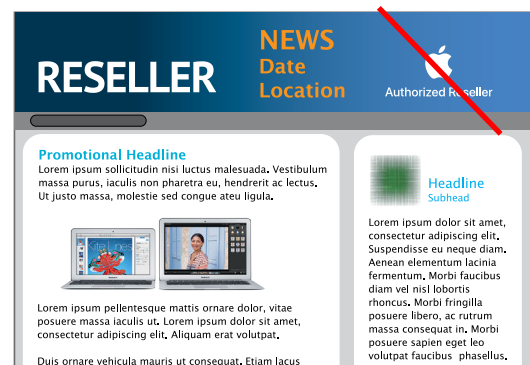 NEWS
Date
Location
RESELLER
Authorized Reseller
Promotional Headline
Lorem ipsum sollicitudin nisi luctus malesuada. Vestibulum
massa purus, iaculis non pharetra eu, hendrerit ac lectus.
Ut justo massa, molestie sed congue ateu ligula.
Lorem ipsum pellentesque mattis ornare dolor, vitae
posuere massa iaculis ut. Lorem ipsum dolor sit amet,
consectetur adipiscing elit. Aliquam erat volutpat.
Duis ornare vehicula mauris ut consequat. Etiam lacus
Headline
Subhead
Lorem ipsum dolor sit amet,
consectetur adipiscing elit.
Suspendisse eu neque diam.
Aenean elementum lacinia
fermentum. Morbi faucibus
diam vel nisl lobortis
rhoncus. Morbi fringilla
posuere libero, ac rutrum
massa consequat in. Morbi
posuere sapien eget leo
volutpat faucibus phasellus.